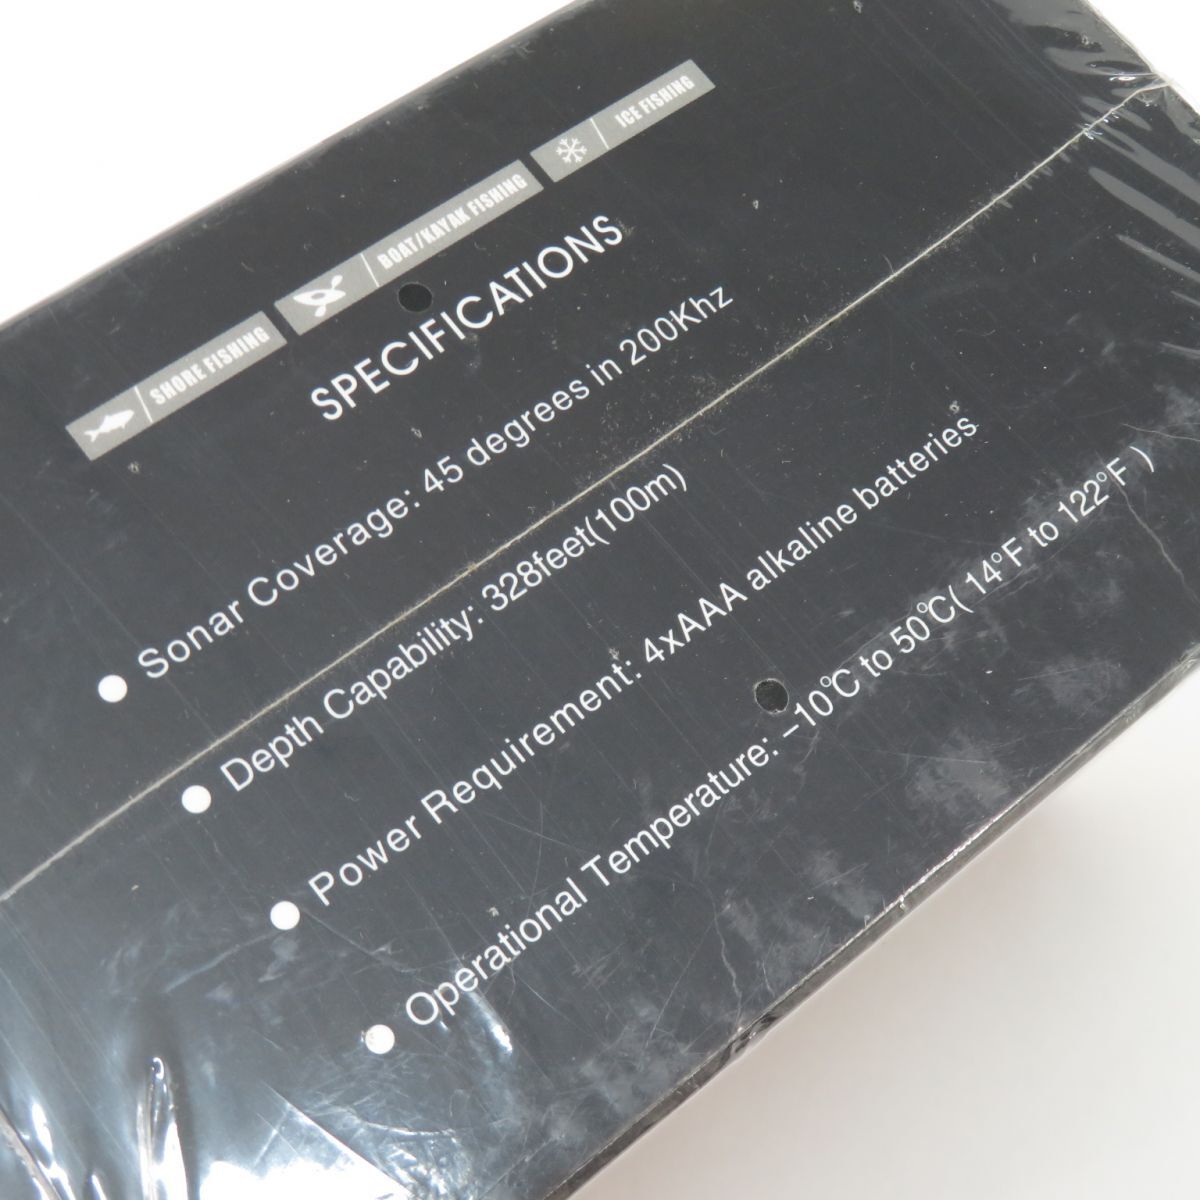 SHORE FISHING
BOAT/KAYAK FISHING
ICE FISHING
SPECIFICATIONS
Sonar Coverage: 45 degrees in 200Khz
Depth Capability: 328feet(100m)
Power Requirement: 4xAAA alkaline batteries
Operational Temperature: -10℃ to 50℃( 14°F to 122°F )